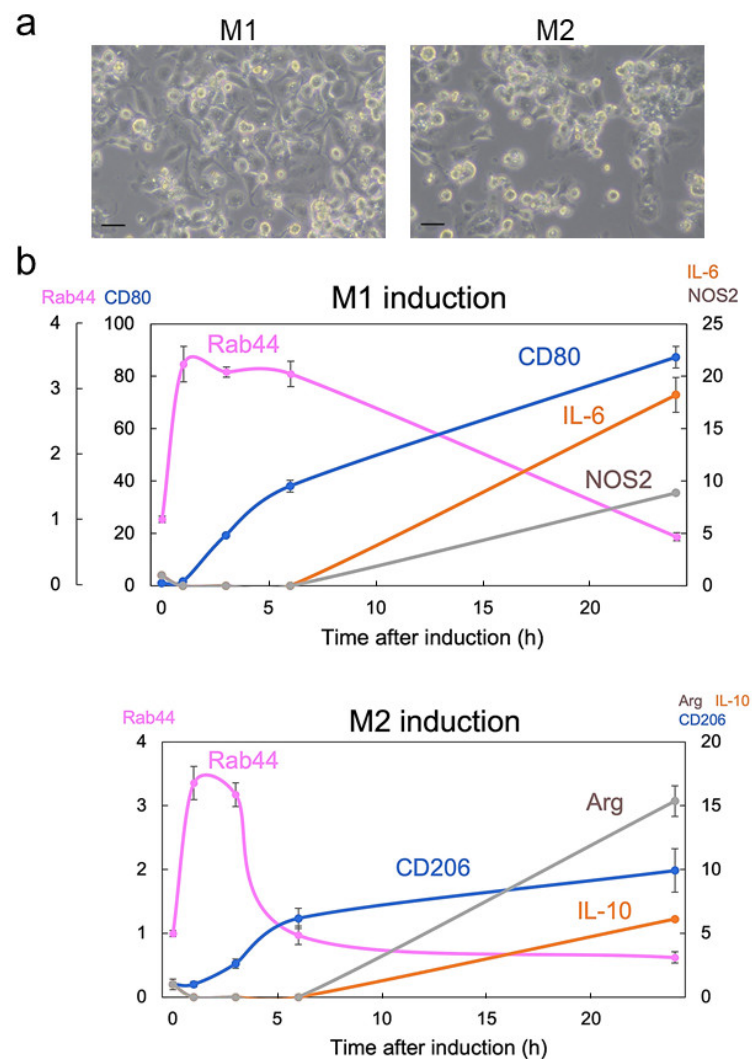 a
M1 M2
b
Rab44 CD80 M1 induction IL-6
NOS2
4 100 25
Rab44
CD80
3 80 20
IL-6
60 15
2
NOS2
40 10
1
20 5
0 0 0
0 5 10 15 20
Time after induction (h)
Rab44 M2 induction Arg IL-10
CD206
4 20
Rab44
Arg
3 15
CD206
2 10
IL-10
1 5
0 0
0 5 10 15 20
Time after induction (h)